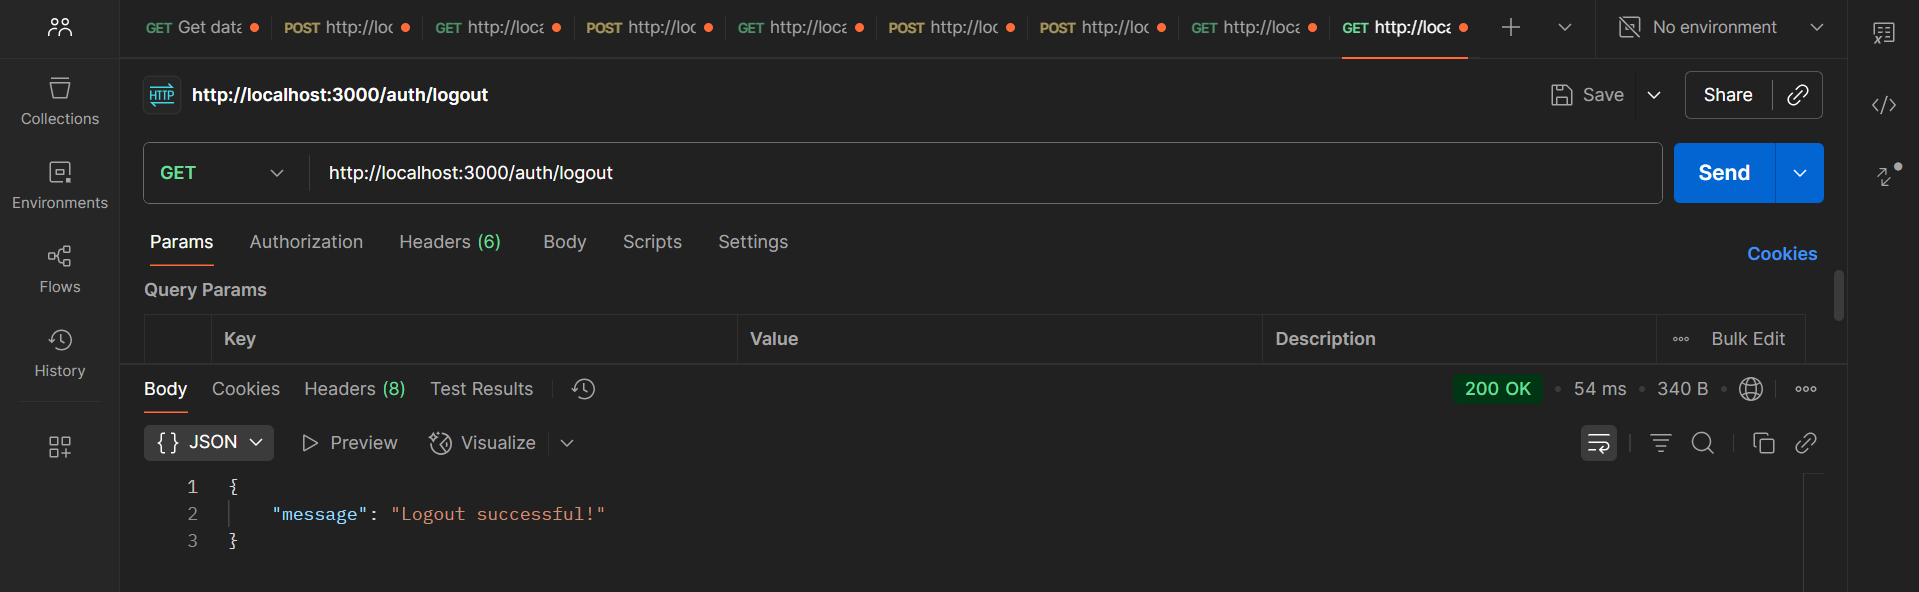 GET Get data POST http://loc GET http://loca POST http://loc GET http://loca POST http://loc POST http://loc GET http://loca GET http://loca No environment
HTTP http://localhost:3000/auth/logout Save Share
Collections
GET http://localhost:3000/auth/logout Send
Environments
Params Authorization Headers (6) Body Scripts Settings Cookies
Flows
Query Params
Key Value Description Bulk Edit
History
Body Cookies Headers (8) Test Results 200 OK • 54 ms • 340 B •
{} JSON Preview Visualize
1 {
2 "message": "Logout successful!"
3 }